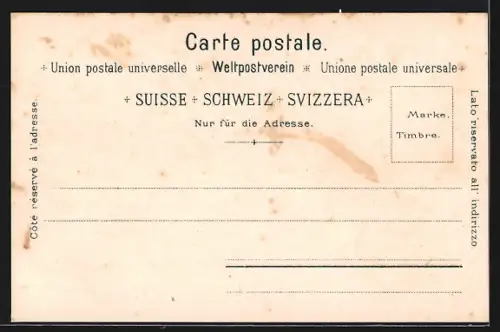 Carte postale.
Union postale universelle * Weltpostverein * Unione postale universale
+ SUISSE + SCHWEIZ + SVIZZERA +
Nur für die Adresse.
Marke.
Timbre.
Côté réservé à l'adresse.
Lato riservato all' indirizzo